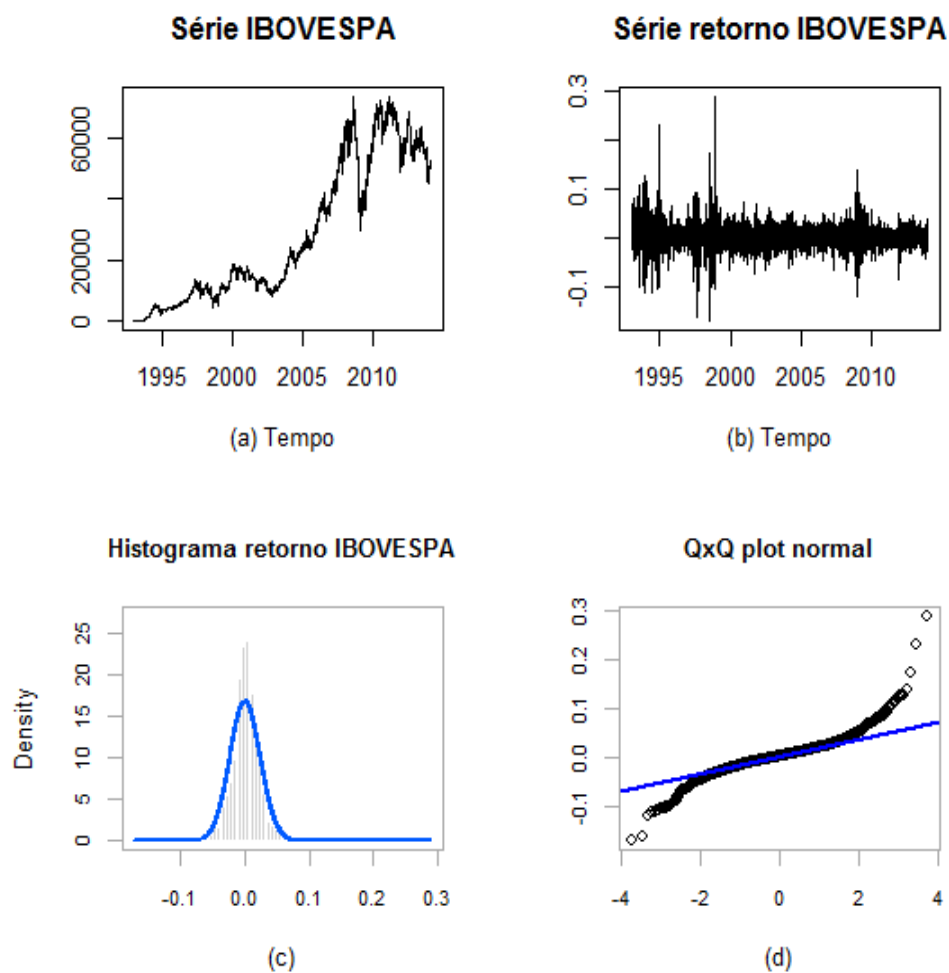 Série IBOVESPA
0 20000 60000
1995 2000 2005 2010
(a) Tempo
Série retorno IBOVESPA
-0.1 0.1 0.3
1995 2000 2005 2010
(b) Tempo
Histograma retorno IBOVESPA
Density
0 5 10 15 20 25
-0.1 0.0 0.1 0.2 0.3
(c)
QxQ plot normal
-0.1 0.0 0.1 0.2 0.3
-4 -2 0 2 4
(d)